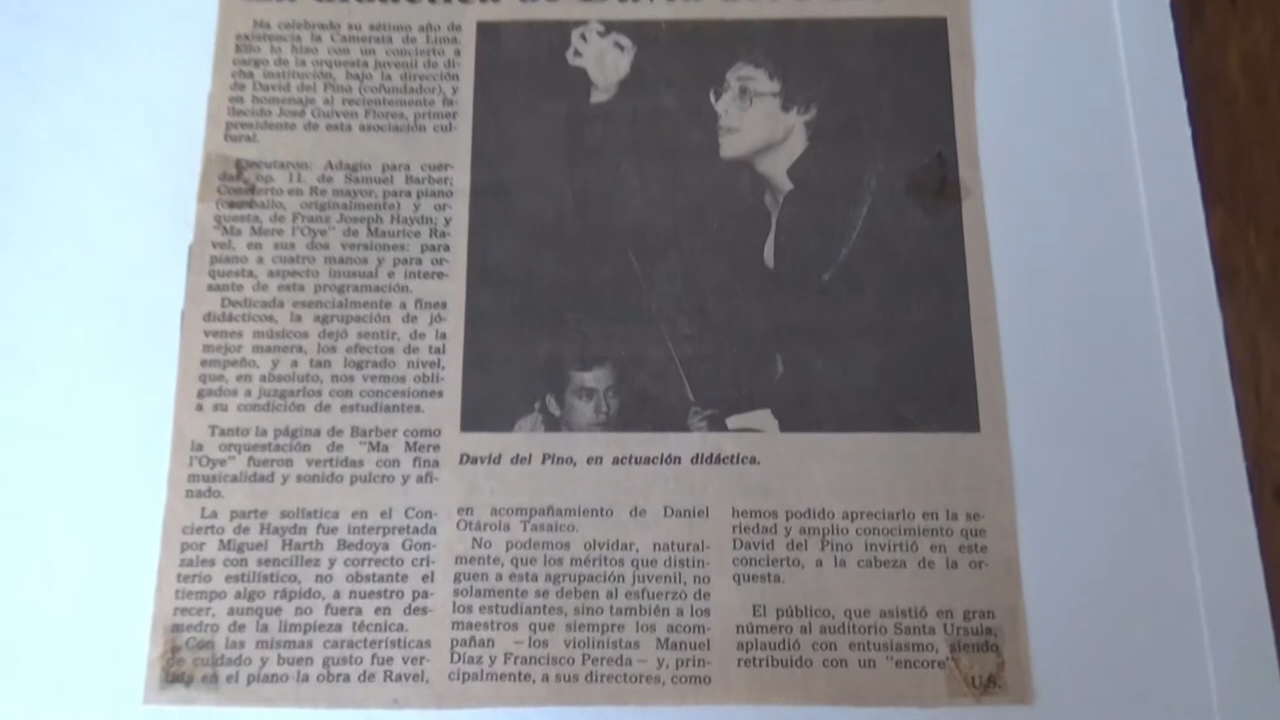 Ha celebrado su sétimo año de
existencia la Camerata de Lima.
Ello lo hizo con un concierto a
cargo de la orquesta juvenil de di-
cha institución, bajo la dirección
de David del Pino (cofundador), y
en homenaje al recientemente fa-
llecido José Guiven Flores, primer
presidente de esta asociación cul-
tural.
Ejecutaron: Adagio para cuer-
das, op. 11. de Samuel Barber;
Concierto en Re mayor, para piano
originalmente) y or-
questa, de Franz Joseph Haydn; y
"Ma Mere l'Oye" de Maurice Ra-
vel, en sus dos versiones: para
piano a cuatro manos y para or-
questa, aspecto inusual e intere-
sante de esta programación.
Dedicada esencialmente a fines
didácticos, la agrupación de jó-
venes músicos dejó sentir, de la
mejor manera, los efectos de tal
empeño, y a tan logrado nivel,
que, en absoluto, nos vemos obli-
gados a juzgarlos con concesiones
a su condición de estudiantes.
Tanto la página de Barber como
la orquestación de "Ma Mere
l'Oye" fueron vertidas con fina
musicalidad y sonido pulcro y afi-
nado.
La parte solística en el Con-
cierto de Haydn fue interpretada
por Miguel Harth Bedoya Gon-
zales con sencillez y correcto cri-
terio estilístico, no obstante el
tiempo algo rápido, a nuestro pa-
recer, aunque no fuera en des-
medro de la limpieza técnica.
Con las mismas características
de cuidado y buen gusto fue ver-
tida en el piano la obra de Ravel,
David del Pino, en actuación didáctica.
en acompañamiento de Daniel
Otárola Tasaico.
No podemos olvidar, natural-
mente, que los méritos que distin-
guen a esta agrupación juvenil, no
solamente se deben al esfuerzo de
los estudiantes, sino también a los
maestros que siempre los acom-
pañan —los violinistas Manuel
Díaz y Francisco Pereda— y, prin-
cipalmente, a sus directores, como
hemos podido apreciarlo en la se-
riedad y amplio conocimiento que
David del Pino invirtió en este
concierto, a la cabeza de la or-
questa.
El público, que asistió en gran
número al auditorio Santa Ursula,
aplaudió con entusiasmo, siendo
retribuido con un "encore"
U.S.